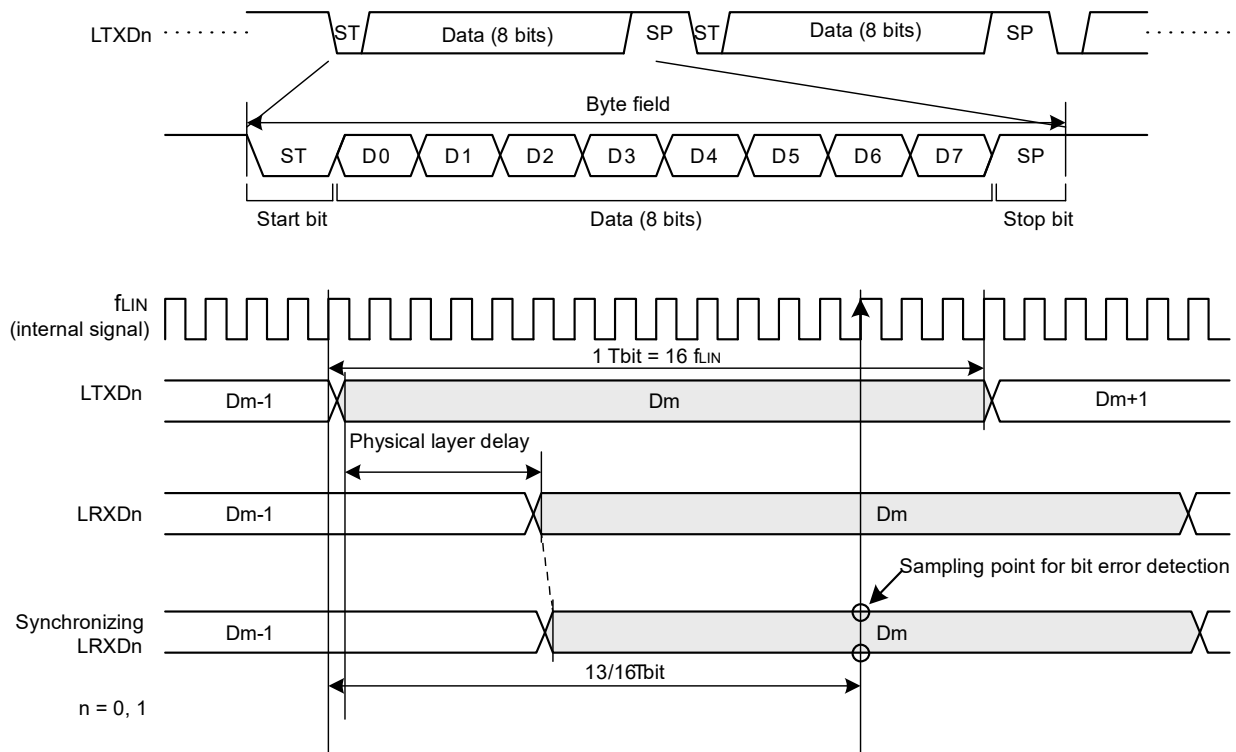 LTXDn
ST
Data (8 bits)
SP
ST
Data (8 bits)
SP
Byte field
ST
D0
D1
D2
D3
D4
D5
D6
D7
SP
Start bit
Data (8 bits)
Stop bit
fLIN
(internal signal)
1 Tbit = 16 fLIN
LTXDn
Dm-1
Dm
Dm+1
Physical layer delay
LRXDn
Dm-1
Dm
Sampling point for bit error detection
Synchronizing
LRXDn
Dm-1
Dm
13/16Tbit
n = 0, 1